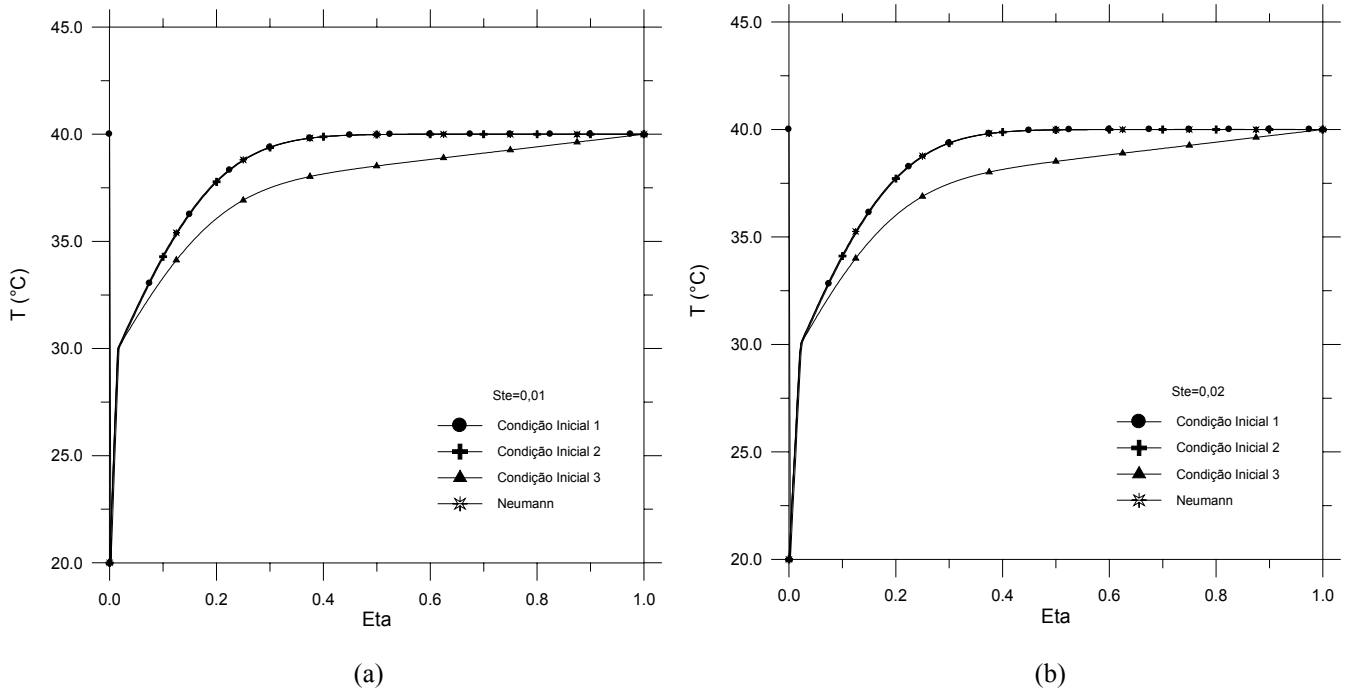 45.0
40.0
35.0
30.0
25.0
20.0
T (°C)
0.0 0.2 0.4 0.6 0.8 1.0
Eta
Ste=0,01
Condição Inicial 1
Condição Inicial 2
Condição Inicial 3
Neumann
(a)
45.0
40.0
35.0
30.0
25.0
20.0
T (°C)
0.0 0.2 0.4 0.6 0.8 1.0
Eta
Ste=0,02
Condição Inicial 1
Condição Inicial 2
Condição Inicial 3
Neumann
(b)